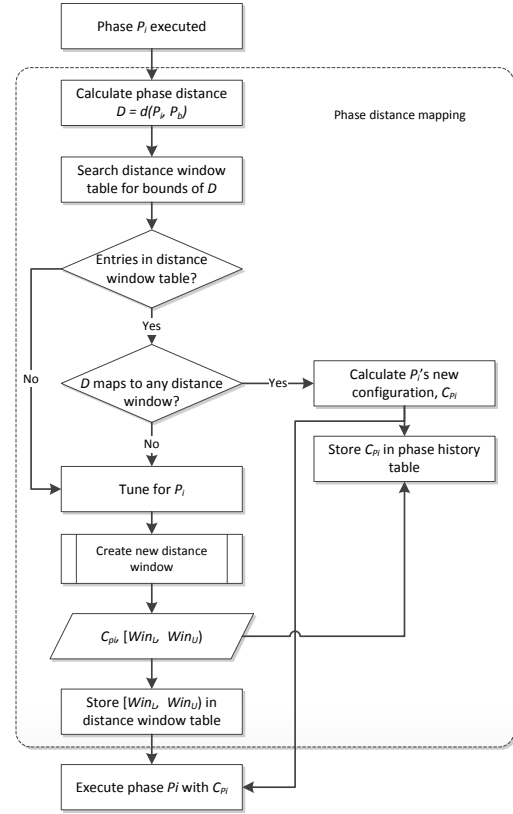 Phase Pi executed
Calculate phase distance
D = d(Pi, Pb)
Phase distance mapping
Search distance window
table for bounds of D
Entries in distance
window table?
Yes
No
D maps to any distance
window?
Yes
Calculate Pi's new
configuration, CPi
No
Store CPi in phase history
table
Tune for Pi
Create new distance
window
Cpi, [WinL, WinU)
Store [WinL, WinU) in
distance window table
Execute phase Pi with CPi